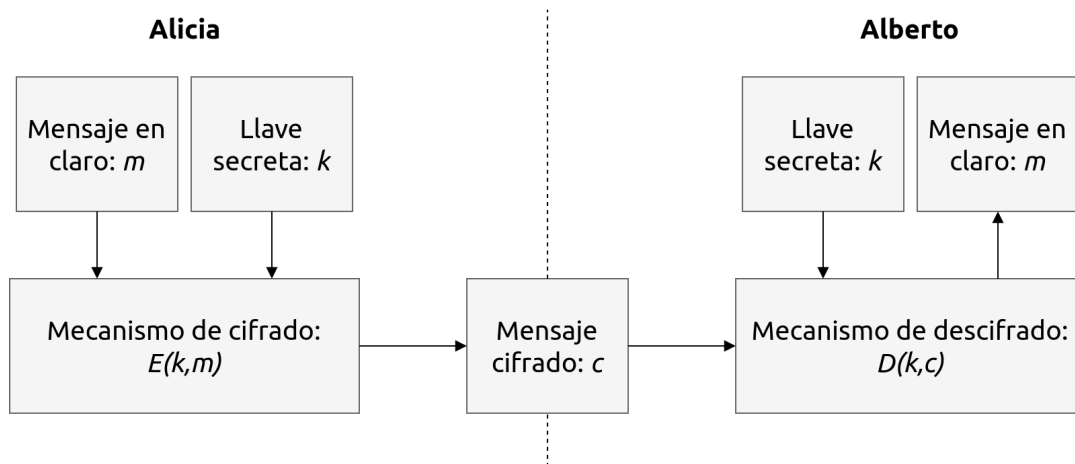 Alicia
Alberto
Mensaje en
claro: m
Llave
secreta: k
Llave
secreta: k
Mensaje en
claro: m
Mecanismo de cifrado:
E(k,m)
Mensaje
cifrado: c
Mecanismo de descifrado:
D(k,c)